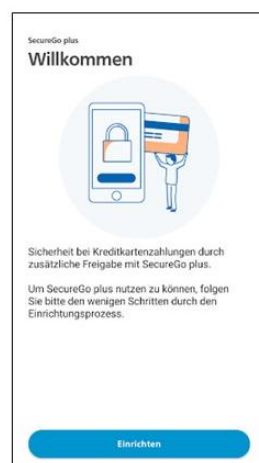 SecureGo plus
Willkommen
Sicherheit bei Kreditkartenzahlungen durch
zusätzliche Freigabe mit SecureGo plus.
Um SecureGo plus nutzen zu können, folgen
Sie bitte den wenigen Schritten durch den
Einrichtungsprozess.
Einrichten